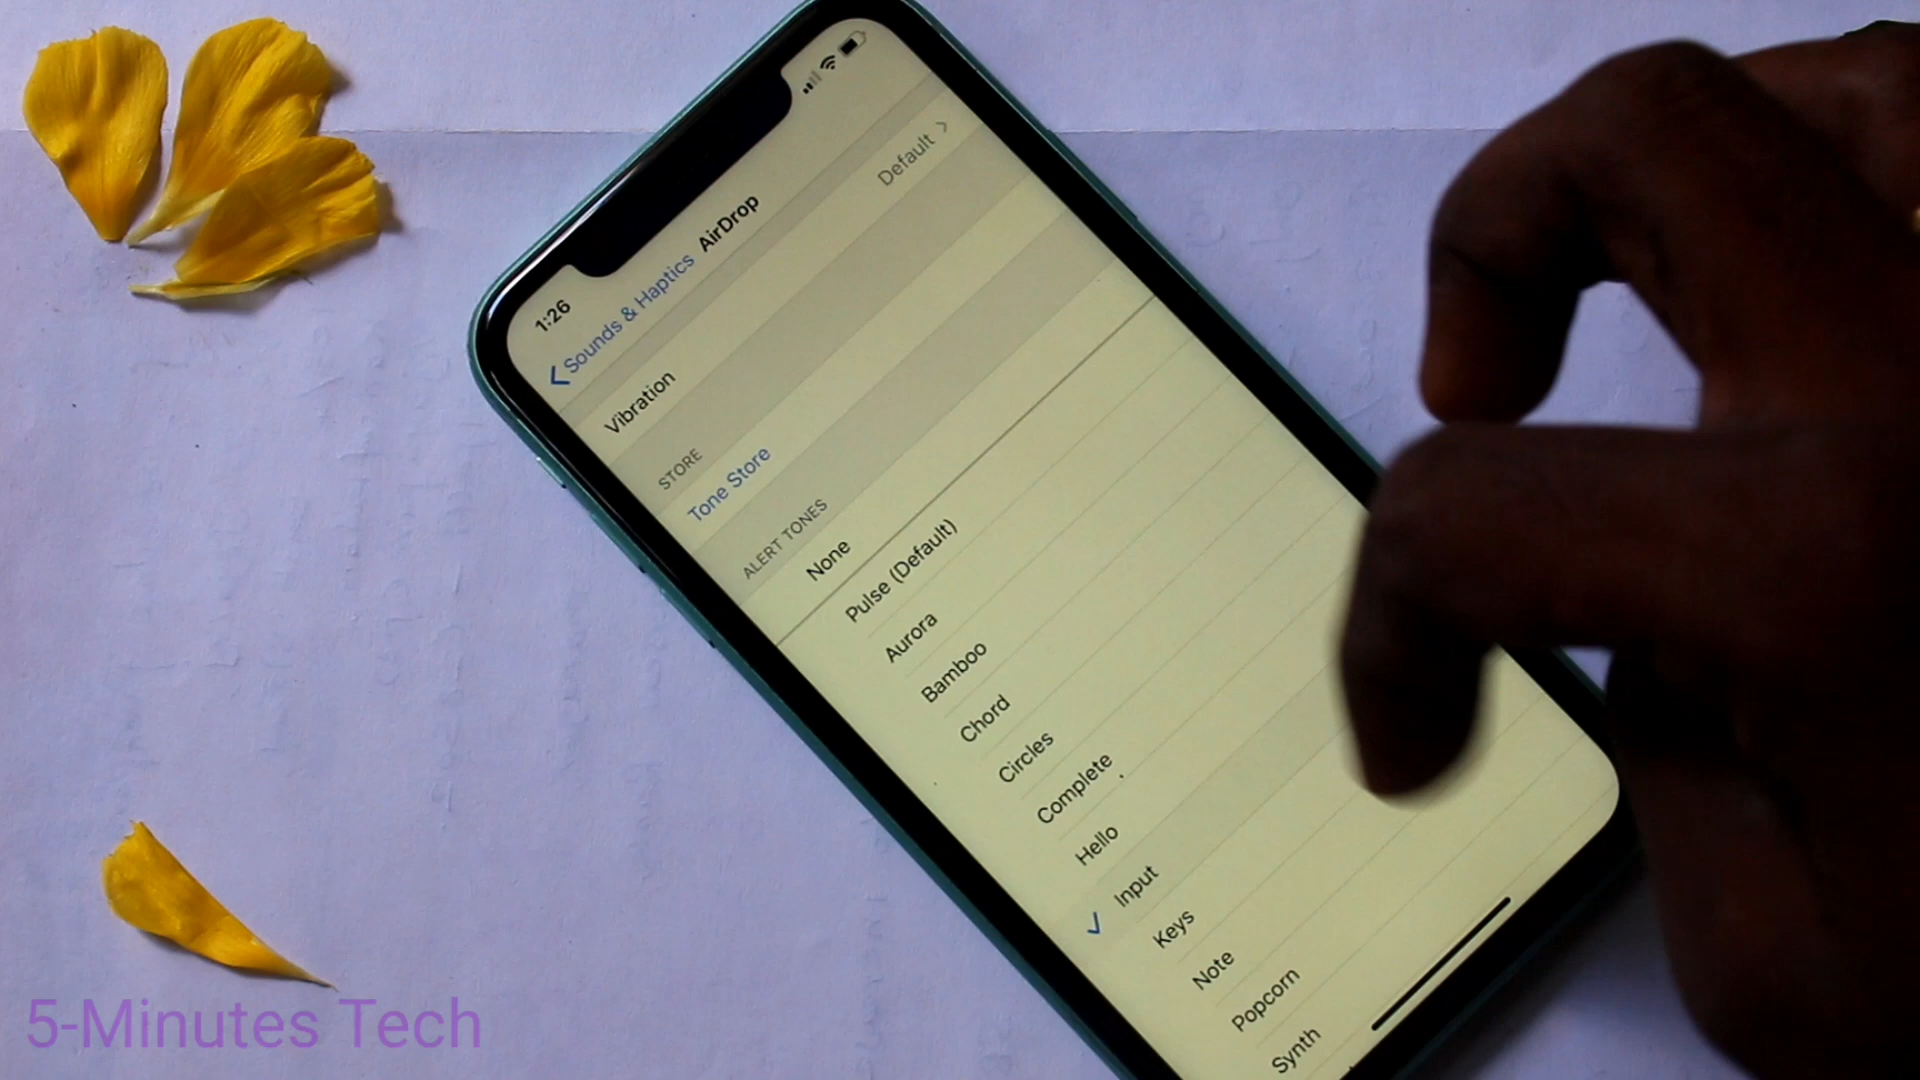 1:26
Sounds & Haptics AirDrop
Vibration Default
STORE
Tone Store
ALERT TONES
None
Pulse (Default)
Aurora
Bamboo
Chord
Circles
Complete
Hello
Input
Keys
Note
Popcorn
Synth
5-Minutes Tech